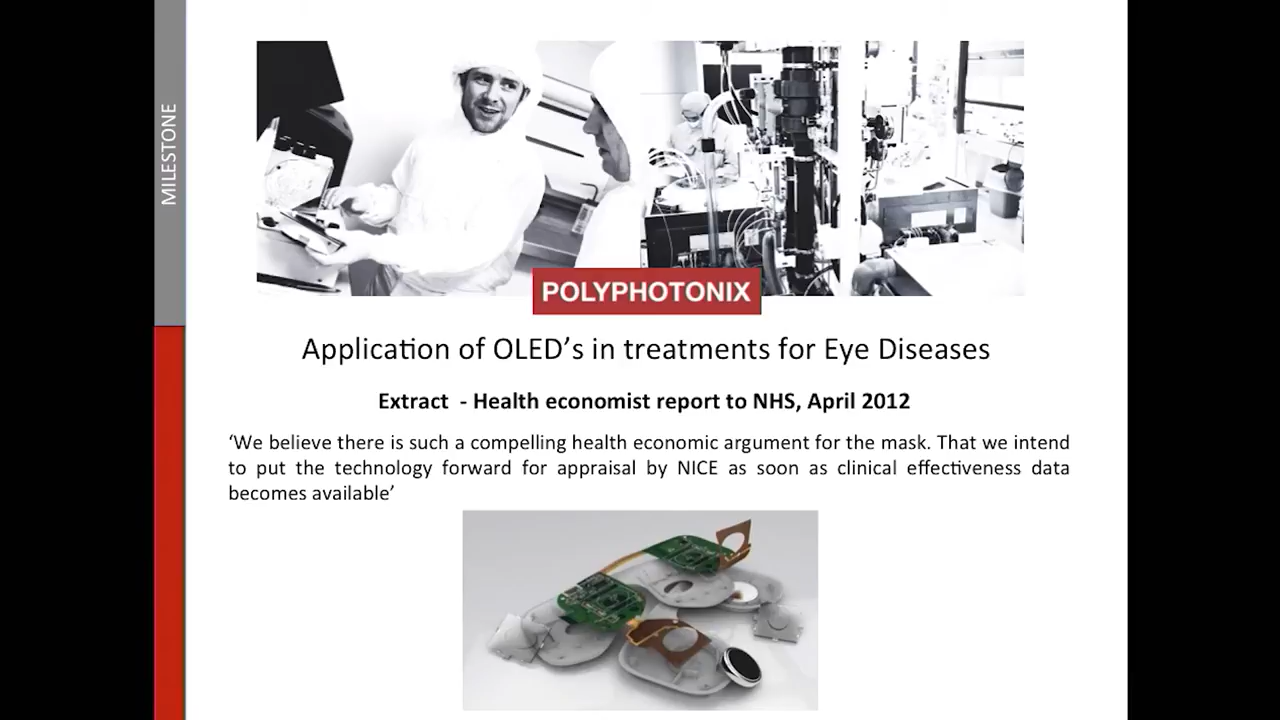 MILESTONE
POLYPHOTONIX
Application of OLED’s in treatments for Eye Diseases
Extract - Health economist report to NHS, April 2012
‘We believe there is such a compelling health economic argument for the mask. That we intend
to put the technology forward for appraisal by NICE as soon as clinical effectiveness data
becomes available’